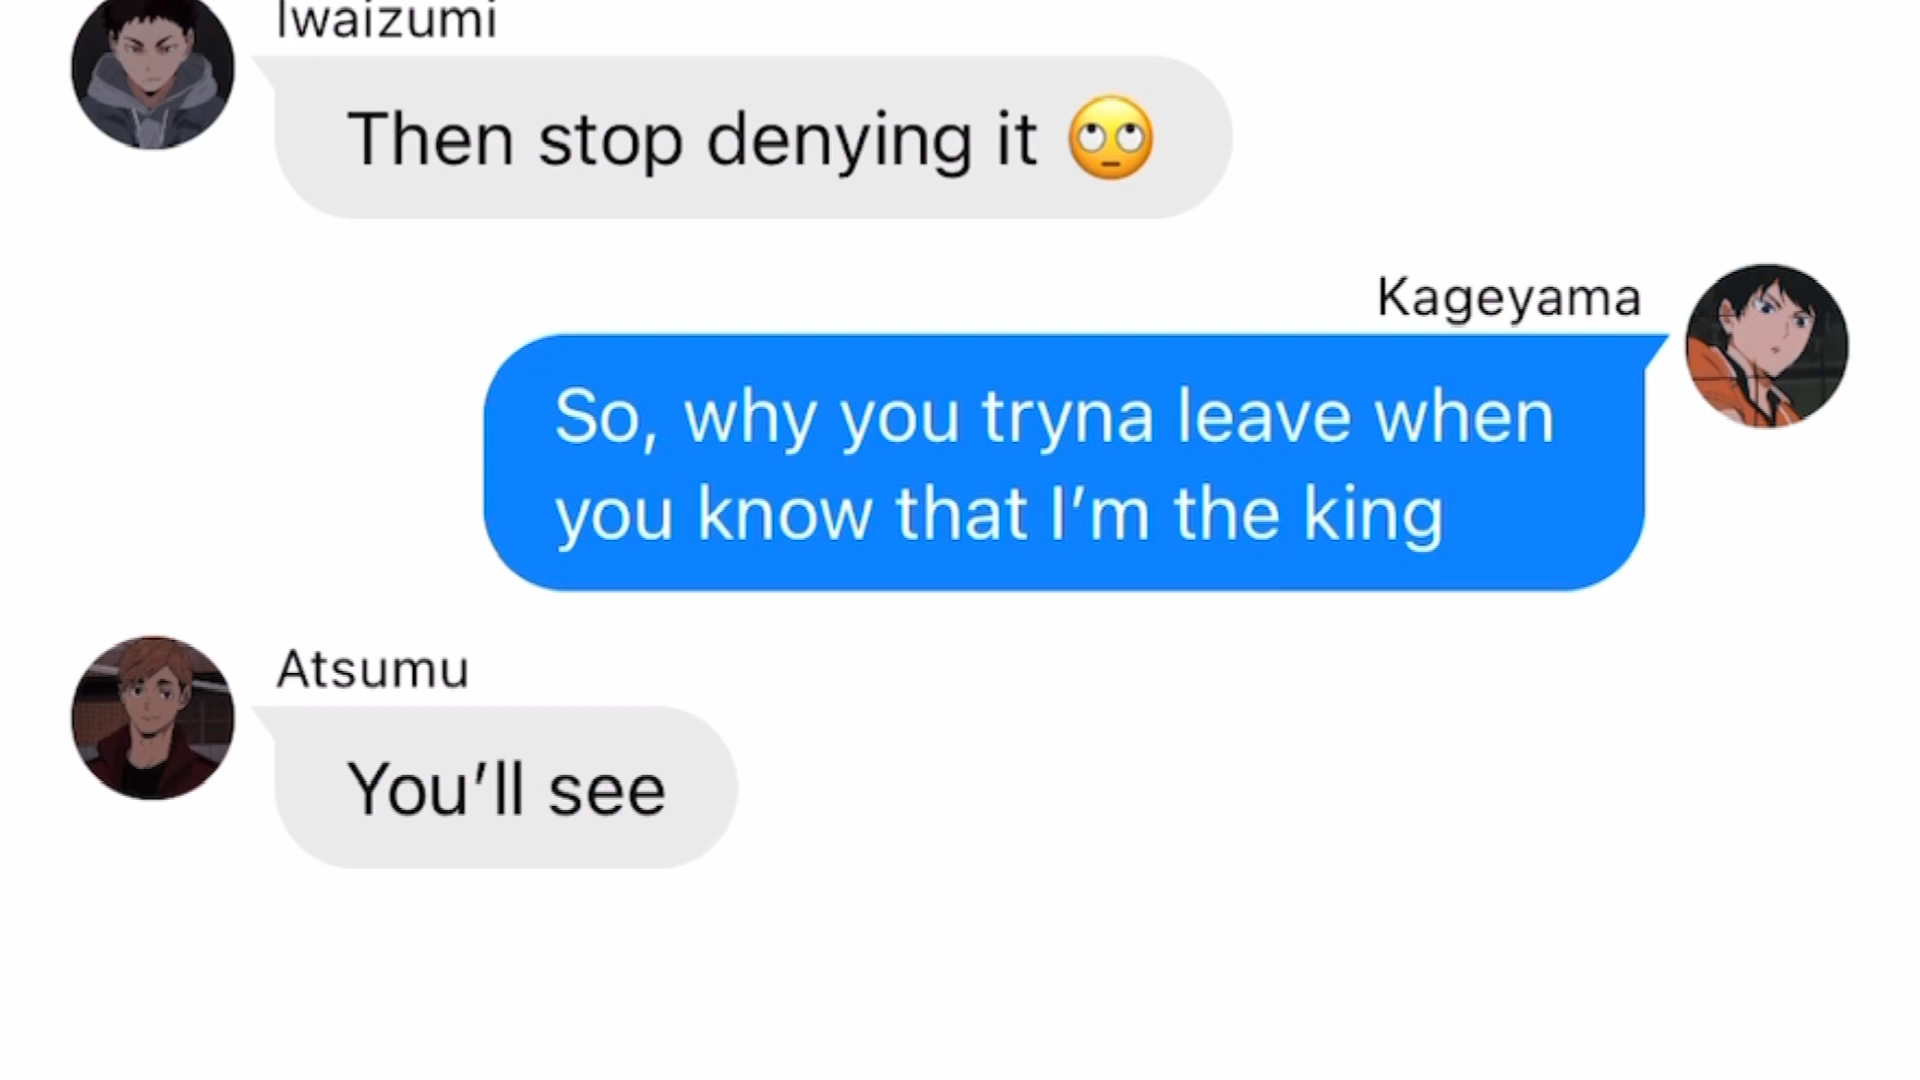 Iwaizumi
Then stop denying it 🙄
Kageyama
So, why you tryna leave when
you know that I’m the king
Atsumu
You’ll see